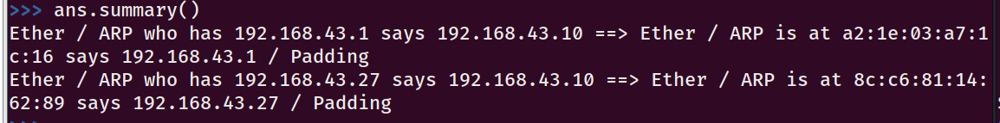 >>> ans.summary()
Ether / ARP who has 192.168.43.1 says 192.168.43.10 ==> Ether / ARP is at a2:1e:03:a7:1
c:16 says 192.168.43.1 / Padding
Ether / ARP who has 192.168.43.27 says 192.168.43.10 ==> Ether / ARP is at 8c:c6:81:14:
62:89 says 192.168.43.27 / Padding
>>>